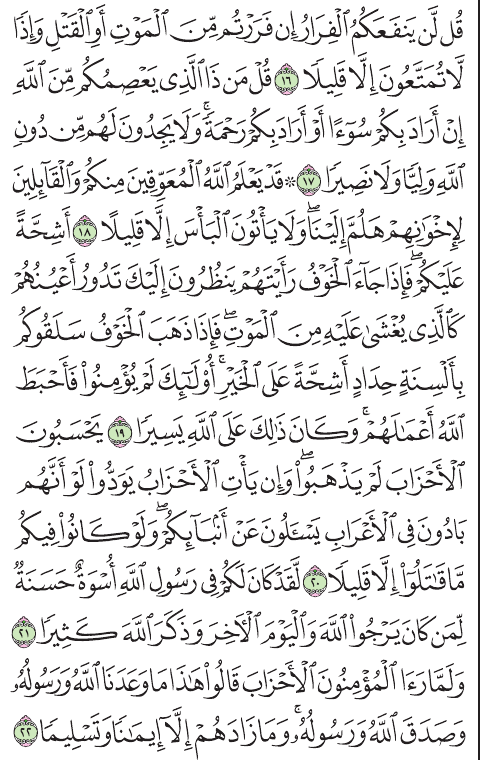 قُل لَّن يَنفَعَكُمُ ٱلْفِرَارُ إِن فَرَرْتُم مِّنَ ٱلْمَوْتِ أَوِ ٱلْقَتْلِ وَإِذًا
لَّا تُمَتَّعُونَ إِلَّا قَلِيلًا ١٦ قُلْ مَن ذَا ٱلَّذِى يَعْصِمُكُم مِّنَ ٱللَّهِ
إِنْ أَرَادَ بِكُمْ سُوٓءًا أَوْ أَرَادَ بِكُمْ رَحْمَةً ۚ وَلَا يَجِدُونَ لَهُم مِّن دُونِ
ٱللَّهِ وَلِيًّا وَلَا نَصِيرًا ١٧ ۞ قَدْ يَعْلَمُ ٱللَّهُ ٱلْمُعَوِّقِينَ مِنكُمْ وَٱلْقَآئِلِينَ
لِإِخْوَٰنِهِمْ هَلُمَّ إِلَيْنَا ۖ وَلَا يَأْتُونَ ٱلْبَأْسَ إِلَّا قَلِيلًا ١٨ أَشِحَّةً
عَلَيْكُمْ ۖ فَإِذَا جَآءَ ٱلْخَوْفُ رَأَيْتَهُمْ يَنظُرُونَ إِلَيْكَ تَدُورُ أَعْيُنُهُمْ
كَٱلَّذِى يُغْشَىٰ عَلَيْهِ مِنَ ٱلْمَوْتِ ۖ فَإِذَا ذَهَبَ ٱلْخَوْفُ سَلَقُوكُم
بِأَلْسِنَةٍ حِدَادٍ أَشِحَّةً عَلَى ٱلْخَيْرِ ۚ أُو۟لَٰٓئِكَ لَمْ يُؤْمِنُوا۟ فَأَحْبَطَ
ٱللَّهُ أَعْمَٰلَهُمْ ۚ وَكَانَ ذَٰلِكَ عَلَى ٱللَّهِ يَسِيرًا ١٩ يَحْسَبُونَ
ٱلْأَحْزَابَ لَمْ يَذْهَبُوا۟ ۖ وَإِن يَأْتِ ٱلْأَحْزَابُ يَوَدُّوا۟ لَوْ أَنَّهُم
بَادُونَ فِى ٱلْأَعْرَابِ يَسْـَٔلُونَ عَنْ أَنۢبَآئِكُمْ ۖ وَلَوْ كَانُوا۟ فِيكُم
مَّا قَٰتَلُوٓا۟ إِلَّا قَلِيلًا ٢٠ لَّقَدْ كَانَ لَكُمْ فِى رَسُولِ ٱللَّهِ أُسْوَةٌ حَسَنَةٌ
لِّمَن كَانَ يَرْجُوا۟ ٱللَّهَ وَٱلْيَوْمَ ٱلْـَٔاخِرَ وَذَكَرَ ٱللَّهَ كَثِيرًا ٢١
وَلَمَّا رَءَا ٱلْمُؤْمِنُونَ ٱلْأَحْزَابَ قَالُوا۟ هَٰذَا مَا وَعَدَنَا ٱللَّهُ وَرَسُولُهُۥ
وَصَدَقَ ٱللَّهُ وَرَسُولُهُۥ ۚ وَمَا زَادَهُمْ إِلَّآ إِيمَٰنًا وَتَسْلِيمًا ٢٢